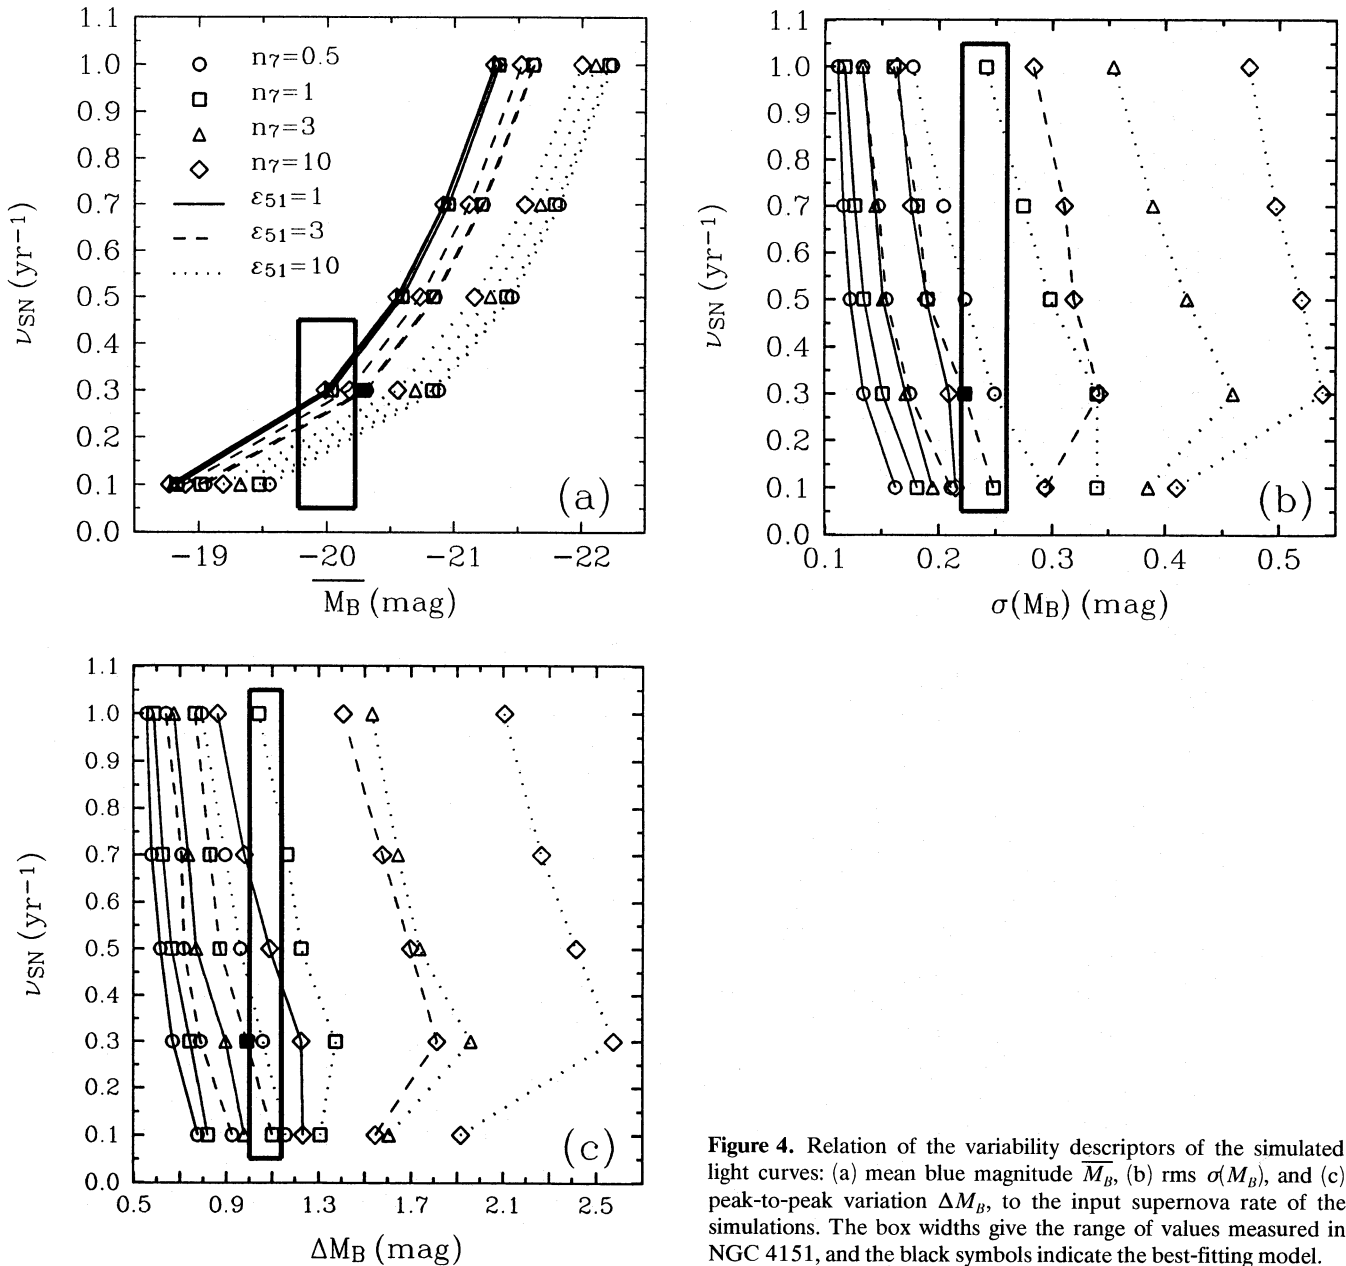 1.1
1.0
0.9
0.8
0.7
0.6
0.5
0.4
0.3
0.2
0.1
0.0
νSN (yr−1)
n7=0.5
n7=1
n7=3
n7=10
ε51=1
ε51=3
ε51=10
(a)
−19 −20 −21 −22
MB (mag)
1.1
1.0
0.9
0.8
0.7
0.6
0.5
0.4
0.3
0.2
0.1
0.0
νSN (yr−1)
(b)
0.1 0.2 0.3 0.4 0.5
σ(MB) (mag)
1.1
1.0
0.9
0.8
0.7
0.6
0.5
0.4
0.3
0.2
0.1
0.0
νSN (yr−1)
(c)
0.5 0.9 1.3 1.7 2.1 2.5
ΔMB (mag)
Figure 4. Relation of the variability descriptors of the simulated
light curves: (a) mean blue magnitude MB, (b) rms σ(MB), and (c)
peak-to-peak variation ΔMB, to the input supernova rate of the
simulations. The box widths give the range of values measured in
NGC 4151, and the black symbols indicate the best-fitting model.